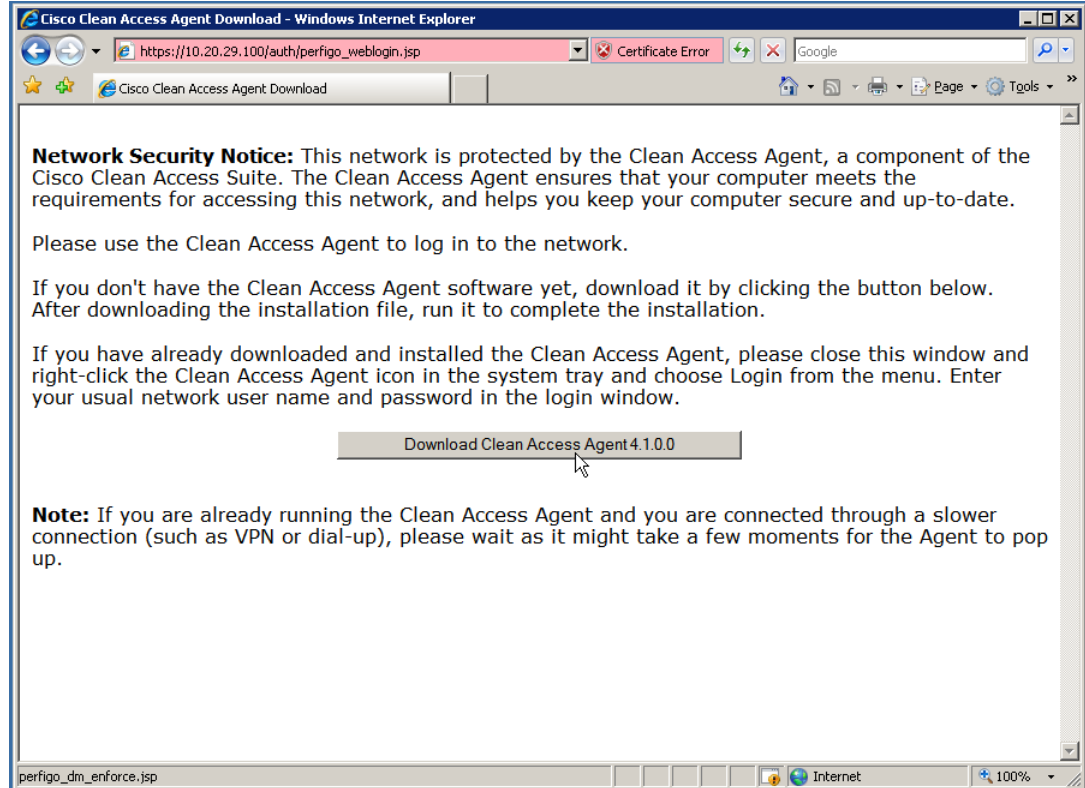 Cisco Clean Access Agent Download - Windows Internet Explorer
https://10.20.29.100/auth/perfigo_weblogin.jsp Certificate Error Google
Cisco Clean Access Agent Download Page Tools »
Network Security Notice: This network is protected by the Clean Access Agent, a component of the
Cisco Clean Access Suite. The Clean Access Agent ensures that your computer meets the
requirements for accessing this network, and helps you keep your computer secure and up-to-date.
Please use the Clean Access Agent to log in to the network.
If you don't have the Clean Access Agent software yet, download it by clicking the button below.
After downloading the installation file, run it to complete the installation.
If you have already downloaded and installed the Clean Access Agent, please close this window and
right-click the Clean Access Agent icon in the system tray and choose Login from the menu. Enter
your usual network user name and password in the login window.
Download Clean Access Agent 4.1.0.0
Note: If you are already running the Clean Access Agent and you are connected through a slower
connection (such as VPN or dial-up), please wait as it might take a few moments for the Agent to pop
up.
perfigo_dm_enforce.jsp Internet 100%